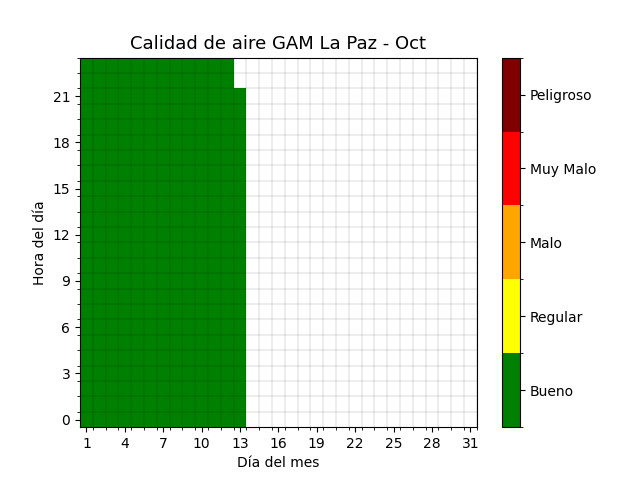 Calidad de aire GAM La Paz - Oct
Hora del día
21
18
15
12
9
6
3
0
1 4 7 10 13 16 19 22 25 28 31
Día del mes
Peligroso
Muy Malo
Malo
Regular
Bueno